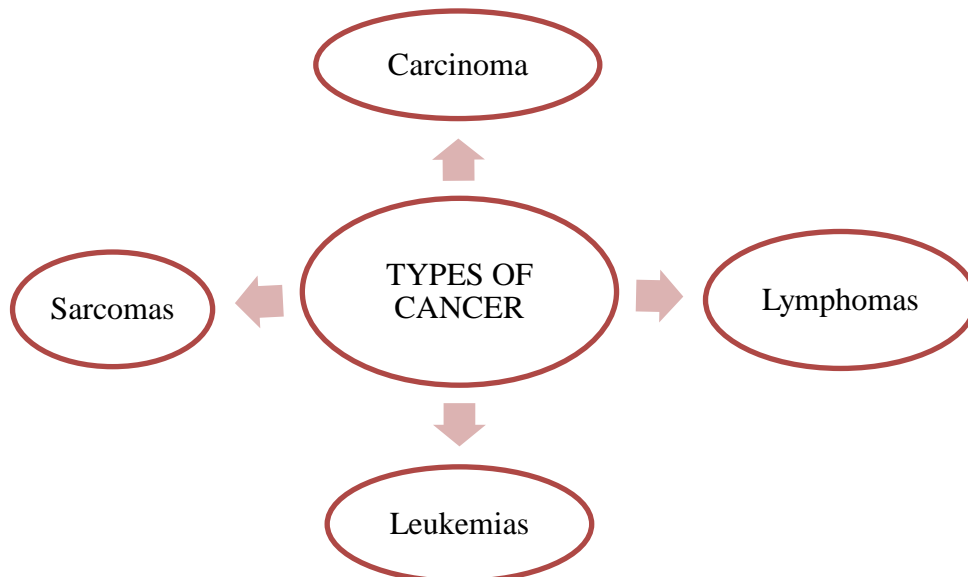 Carcinoma
TYPES OF
CANCER
Sarcomas
Lymphomas
Leukemias